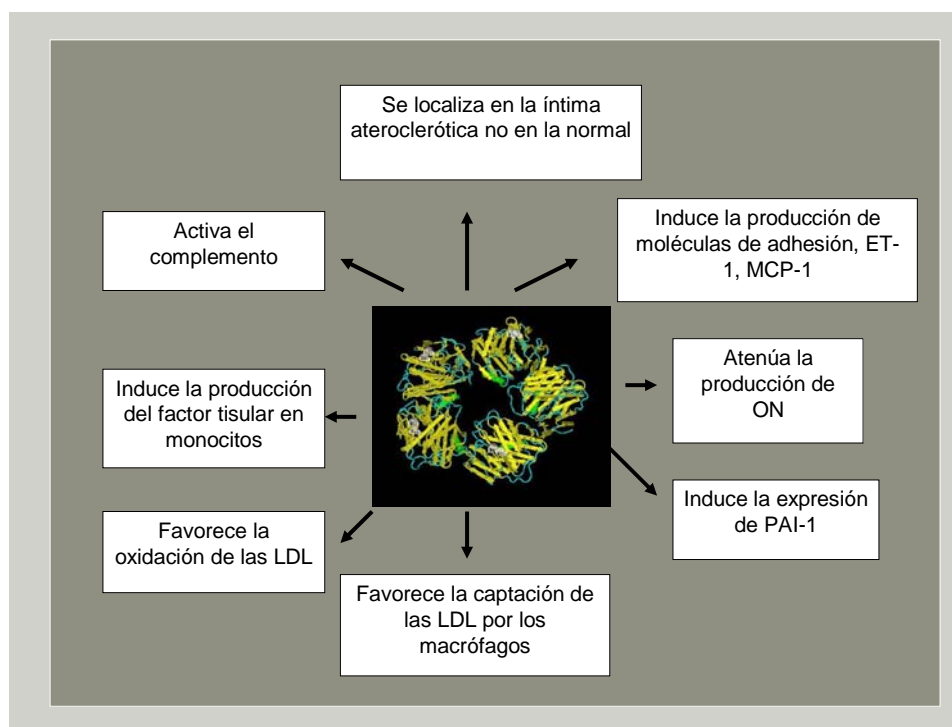 Se localiza en la íntima
ateroclerótica no en la normal
Activa el
complemento
Induce la producción de
moléculas de adhesión, ET-
1, MCP-1
Induce la producción
del factor tisular en
monocitos
Atenúa la
producción de
ON
Induce la expresión
de PAI-1
Favorece la
oxidación de las LDL
Favorece la captación de
las LDL por los
macrófagos